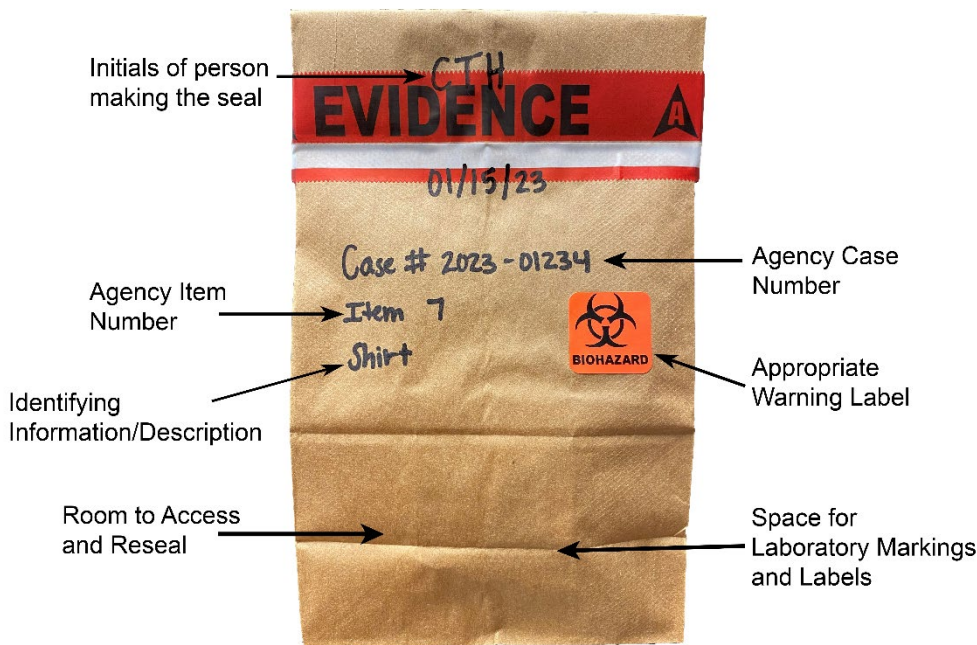 Initials of person
making the seal
CTH
EVIDENCE A
01/15/23
Case # 2023-01234
Agency Case
Number
Agency Item
Number
Item 7
BIOHAZARD
Shirt
Appropriate
Warning Label
Identifying
Information/Description
Room to Access
and Reseal
Space for
Laboratory Markings
and Labels